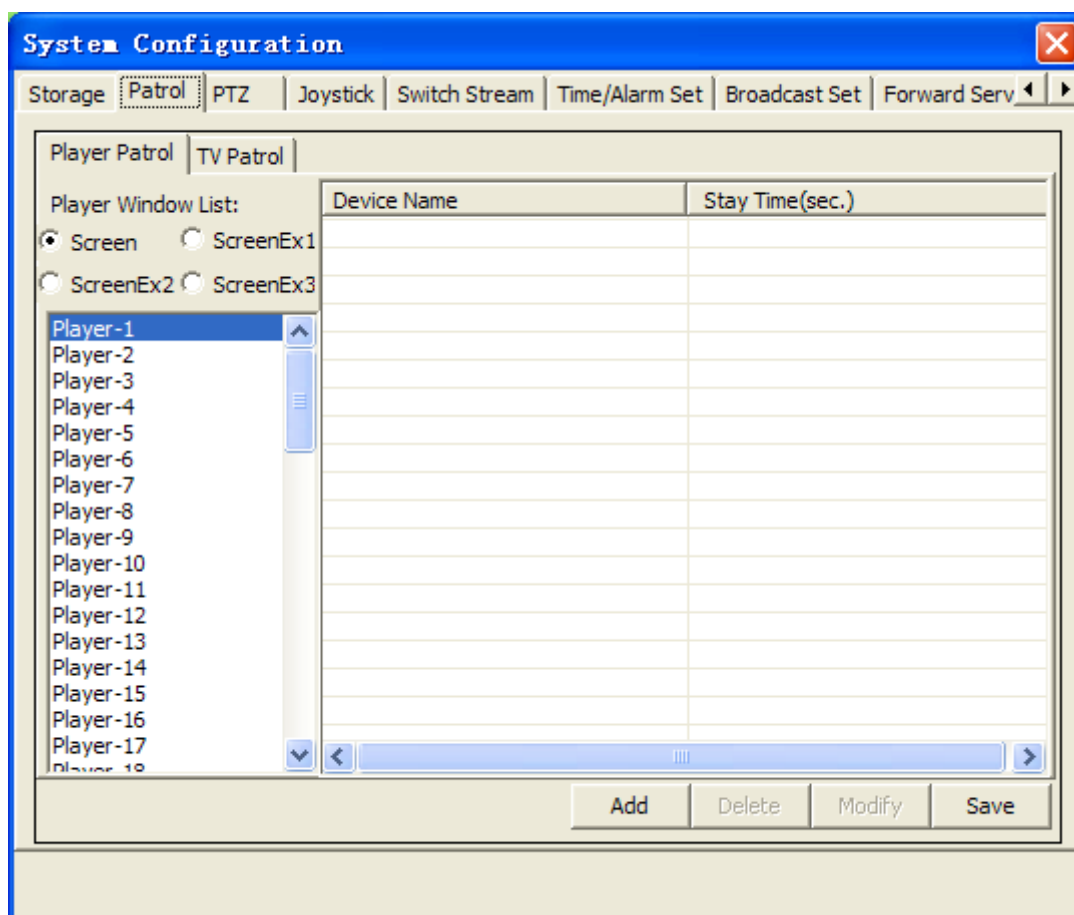 System Configuration
Storage Patrol PTZ Joystick Switch Stream Time/Alarm Set Broadcast Set Forward Serv
Player Patrol TV Patrol
Player Window List:
Device Name Stay Time(sec.)
Screen ScreenEx1
ScreenEx2 ScreenEx3
Player-1
Player-2
Player-3
Player-4
Player-5
Player-6
Player-7
Player-8
Player-9
Player-10
Player-11
Player-12
Player-13
Player-14
Player-15
Player-16
Player-17
Player-18
Add Delete Modify Save